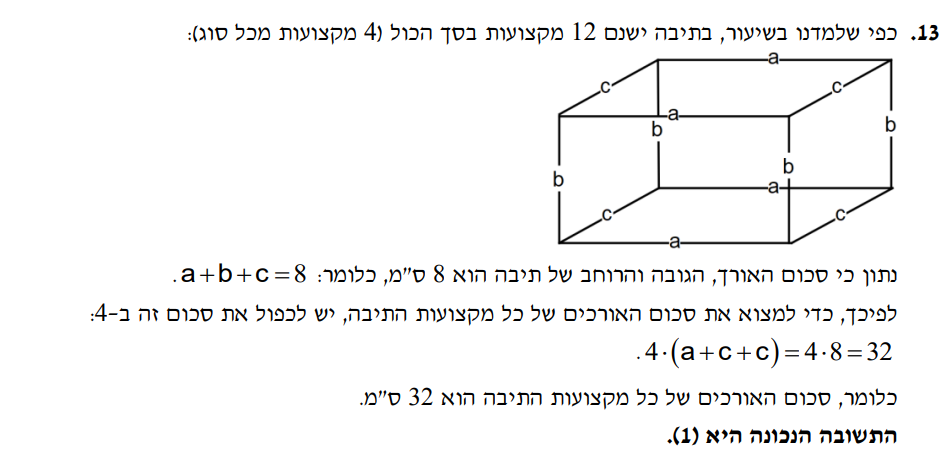 13. כפי שלמדנו בשיעור, בתיבה ישנם 12 מקצועות בסך הכול (4 מקצועות מכל סוג):
a
c
c
a
b
b
b
b
a
c
c
a
נתון כי סכום האורך, הגובה והרוחב של תיבה הוא 8 ס"מ, כלומר: a+b+c=8.
לפיכך, כדי למצוא את סכום האורכים של כל מקצועות התיבה, יש לכפול את סכום זה ב-4:
4·(a+c+c)=4·8=32.
כלומר, סכום האורכים של כל מקצועות התיבה הוא 32 ס"מ.
התשובה הנכונה היא (1).